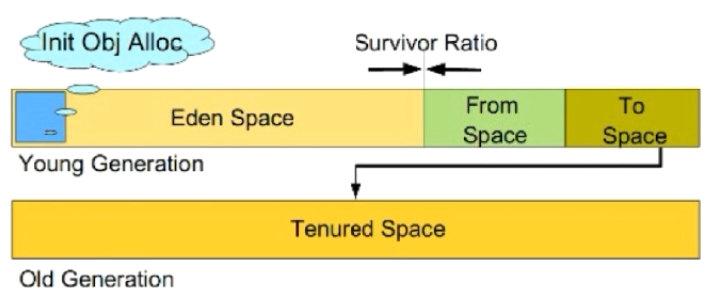 Init Obj Alloc
Survivor Ratio
Eden Space
From
Space
To
Space
Young Generation
Tenured Space
Old Generation